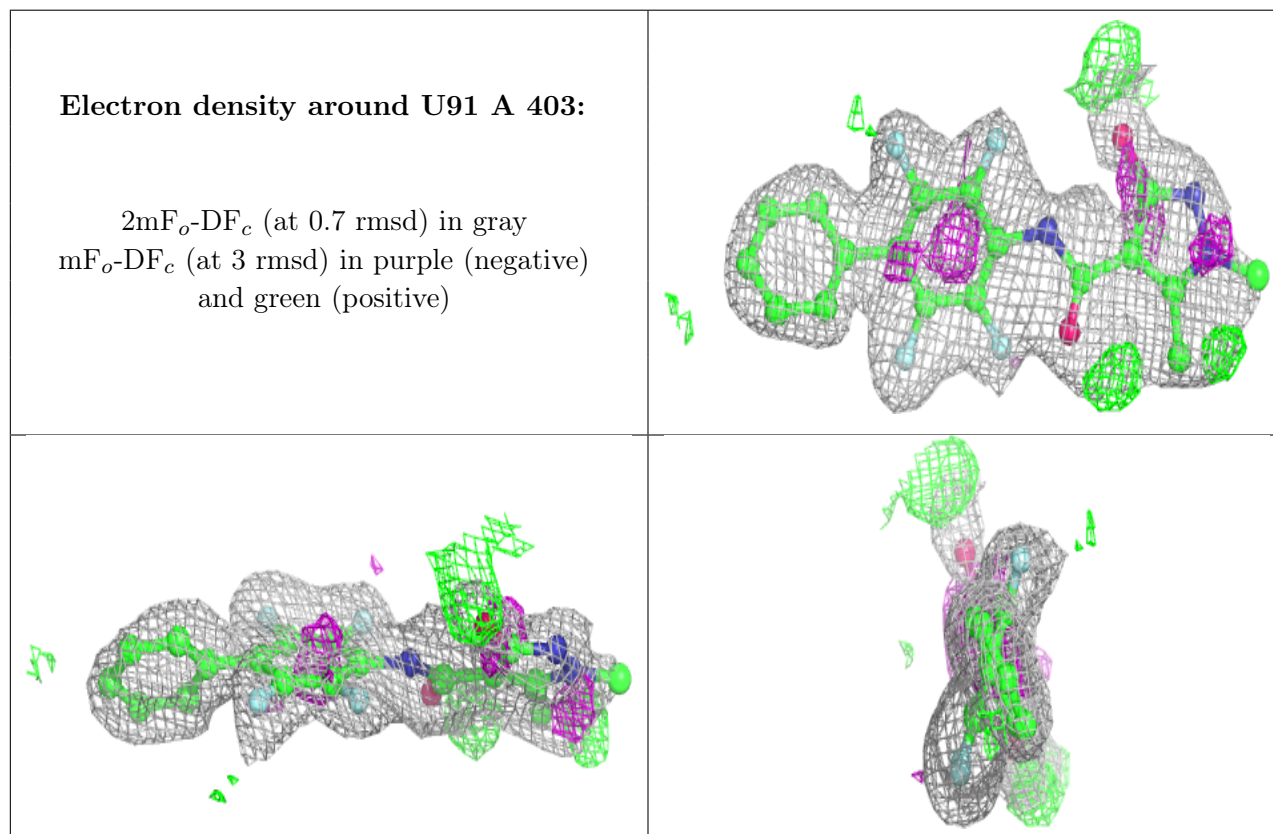 Electron density around U91 A 403:
2mFₒ-DF𝒸 (at 0.7 rmsd) in gray
mFₒ-DF𝒸 (at 3 rmsd) in purple (negative)
and green (positive)